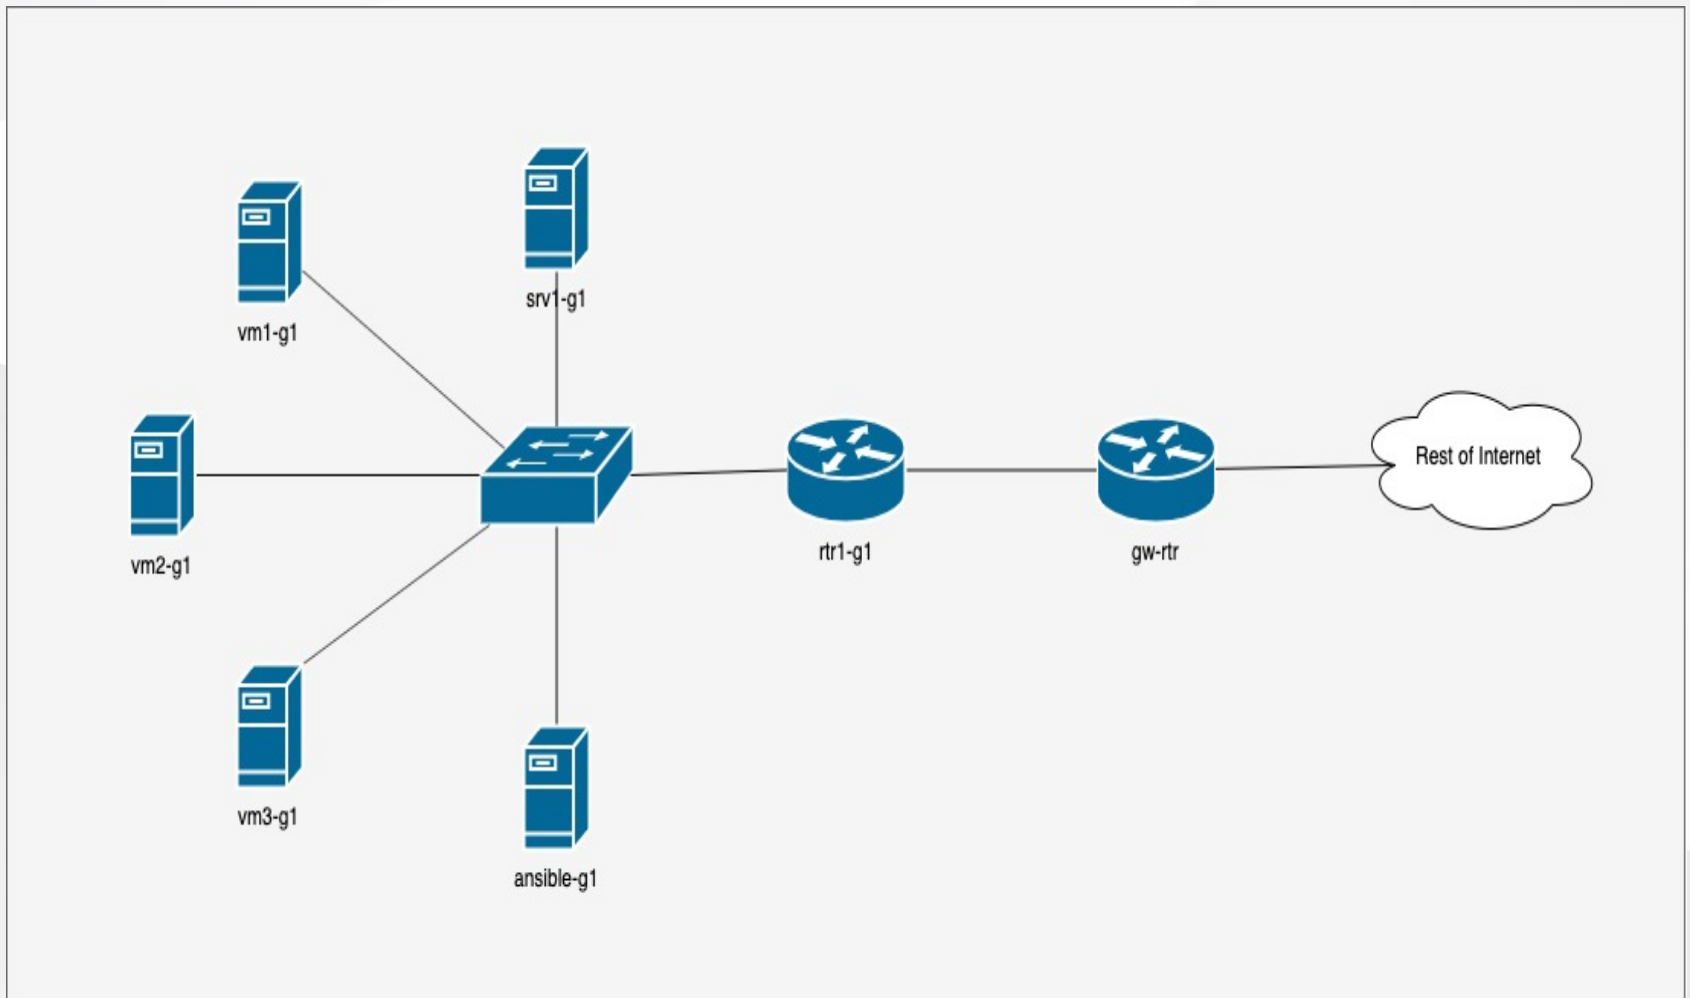 srv1-g1
vm1-g1
Rest of Internet
rtr1-g1
gw-rtr
vm2-g1
vm3-g1
ansible-g1